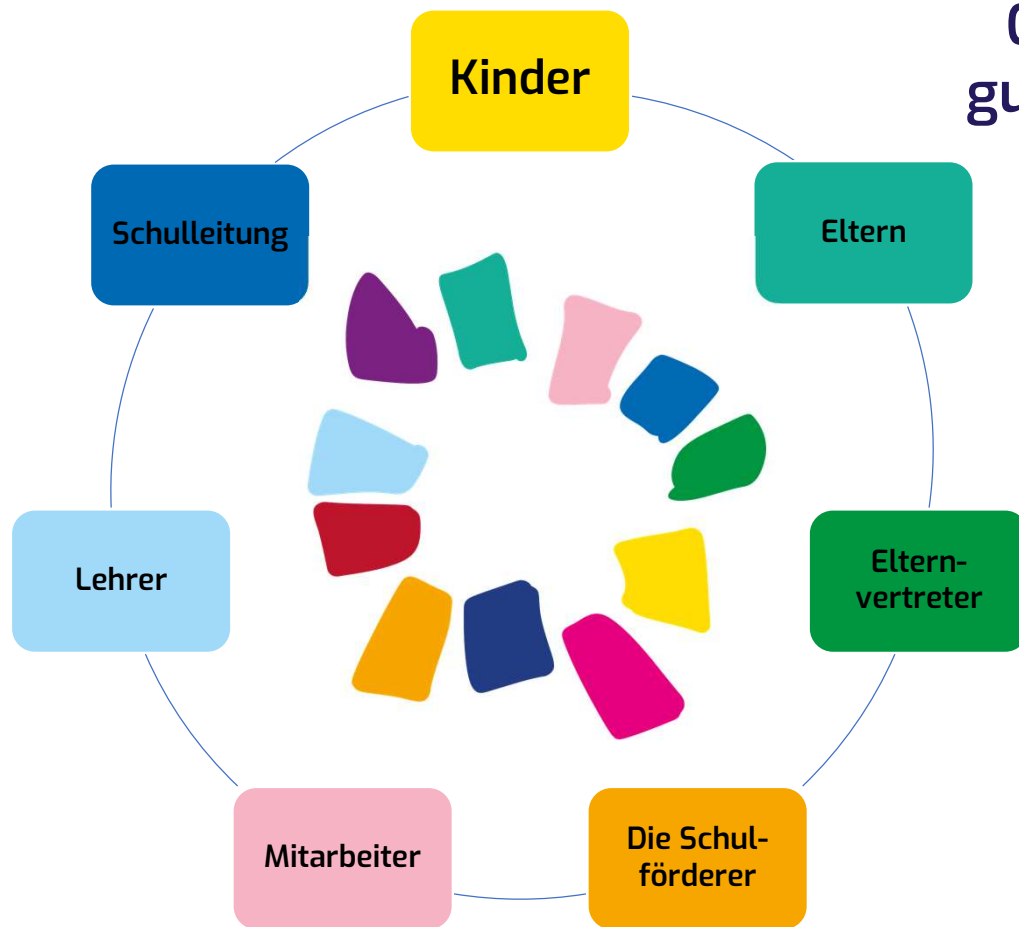 Kinder
Eltern
Eltern-
vertreter
Die Schul-
förderer
Mitarbeiter
Lehrer
Schulleitung